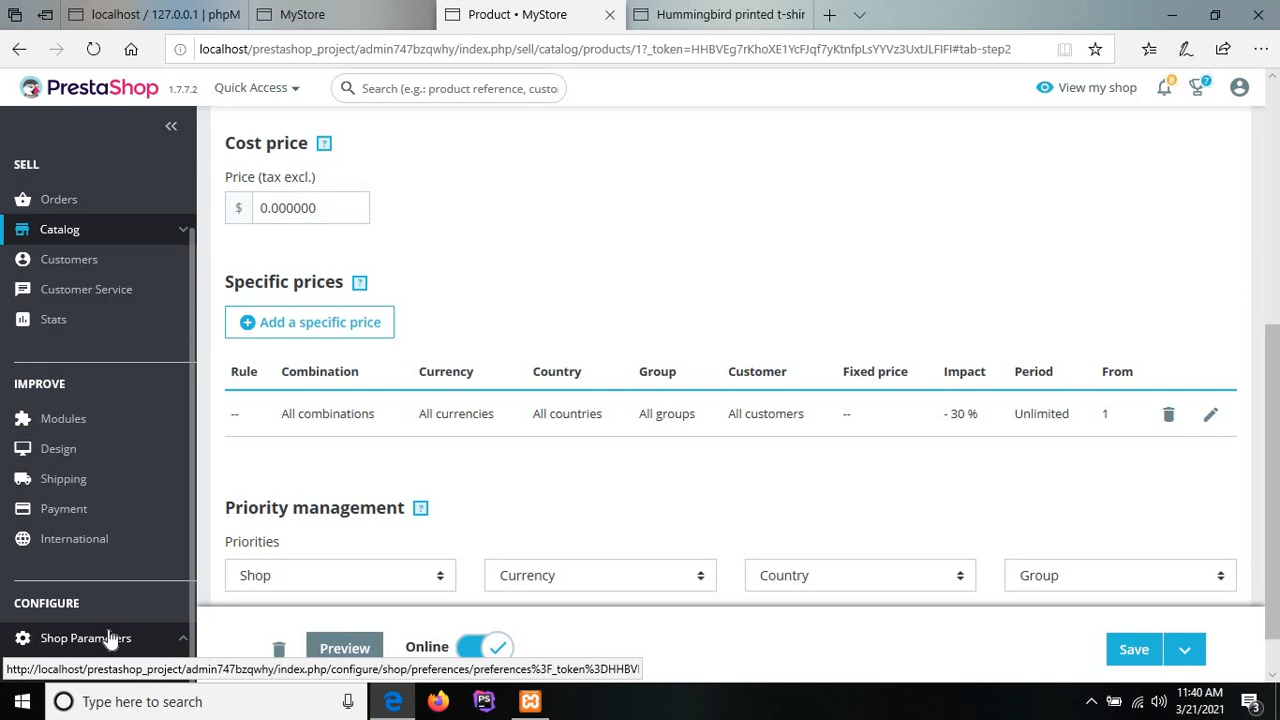 localhost / 127.0.0.1 | phpM
MyStore
Product • MyStore
Hummingbird printed t-shir
localhost/prestashop_project/admin747bzqwhy/index.php/sell/catalog/products/1?_token=HHBVEg7rKhoXE1YcFJqf7yKtnfpLsYYVz3UxtJLFIFI#tab-step2
PrestaShop 1.7.7.2
Quick Access
Search (e.g.: product reference, custo
View my shop
8
7
SELL
Orders
Catalog
Customers
Customer Service
Stats
IMPROVE
Modules
Design
Shipping
Payment
International
CONFIGURE
Shop Parameters
Cost price ?
Price (tax excl.)
$ 0.000000
Specific prices ?
Add a specific price
Rule Combination Currency Country Group Customer Fixed price Impact Period From
-- All combinations All currencies All countries All groups All customers -- - 30 % Unlimited 1
Priority management ?
Priorities
Shop Currency Country Group
Preview Online Save
http://localhost/prestashop_project/admin747bzqwhy/index.php/configure/shop/preferences/preferences%3F_token%3DHHBV
Type here to search
PS
11:40 AM
3/21/2021
3